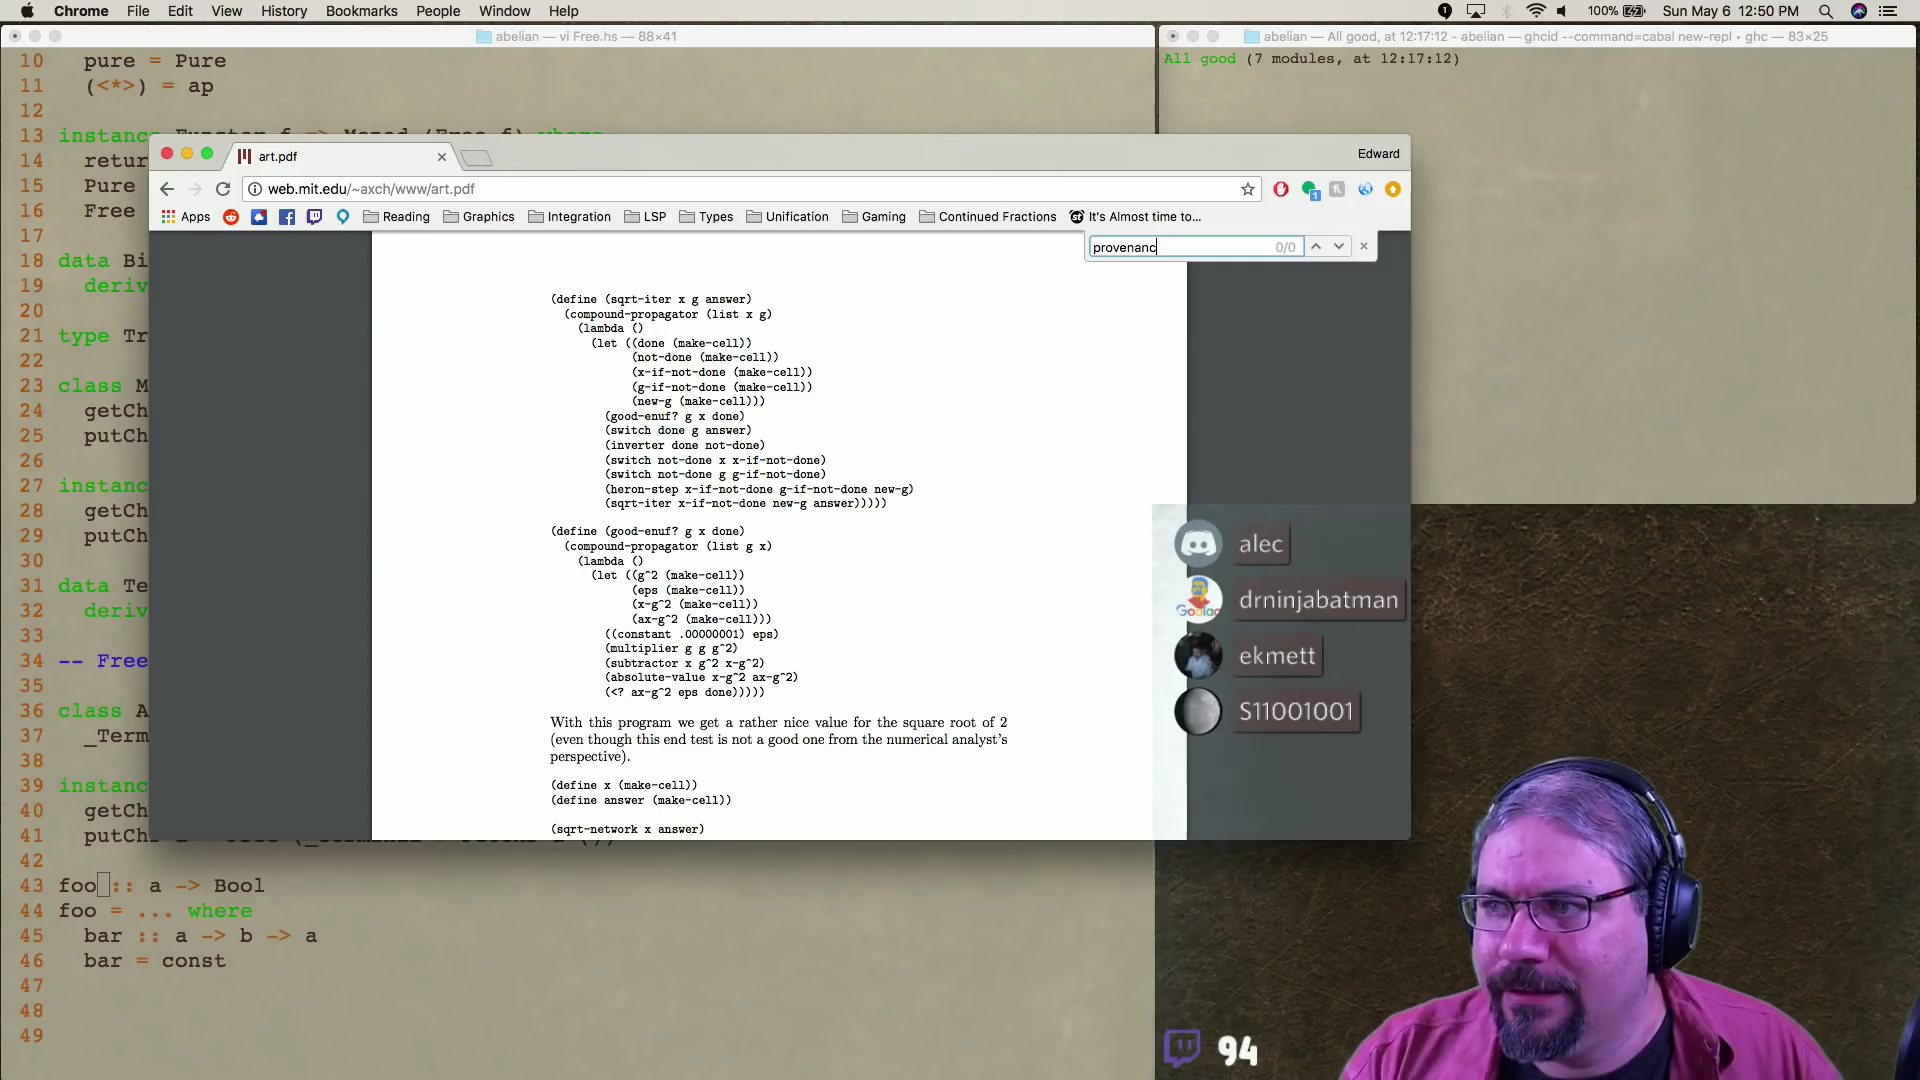 Chrome File Edit View History Bookmarks People Window Help
1 100% Sun May 6 12:50 PM
abelian — vi Free.hs — 88×41
abelian — All good, at 12:17:12 - abelian — ghcid --command=cabal new-repl ▸ ghc — 83×25
All good (7 modules, at 12:17:12)
10 pure = Pure
11 (<*>) = ap
12
13 instance Functor f => Monad (Free f) where
14 retur
15 Pure
16 Free
17
18 data Bi
19 deriv
20
21 type Tr
22
23 class M
24 getCh
25 putCh
26
27 instanc
28 getCh
29 putCh
30
31 data Te
32 deriv
33
34 -- Free
35
36 class A
37 _Term
38
39 instanc
40 getCh
41 putCh
42
43 foo :: a -> Bool
44 foo = ... where
45 bar :: a -> b -> a
46 bar = const
47
48
49
art.pdf
Edward
web.mit.edu/~axch/www/art.pdf
Apps Reading Graphics Integration LSP Types Unification Gaming Continued Fractions It's Almost time to...
provenanc 0/0
(define (sqrt-iter x g answer)
(compound-propagator (list x g)
(lambda ()
(let ((done (make-cell))
(not-done (make-cell))
(x-if-not-done (make-cell))
(g-if-not-done (make-cell))
(new-g (make-cell)))
(good-enuf? g x done)
(switch done g answer)
(inverter done not-done)
(switch not-done x x-if-not-done)
(switch not-done g g-if-not-done)
(heron-step x-if-not-done g-if-not-done new-g)
(sqrt-iter x-if-not-done new-g answer)))))
(define (good-enuf? g x done)
(compound-propagator (list g x)
(lambda ()
(let ((g^2 (make-cell))
(eps (make-cell))
(x-g^2 (make-cell))
(ax-g^2 (make-cell)))
((constant .00000001) eps)
(multiplier g g g^2)
(subtractor x g^2 x-g^2)
(absolute-value x-g^2 ax-g^2)
(<? ax-g^2 eps done)))))
With this program we get a rather nice value for the square root of 2
(even though this end test is not a good one from the numerical analyst's
perspective).
(define x (make-cell))
(define answer (make-cell))
(sqrt-network x answer)
alec
drninjabatman
ekmett
S11001001
94